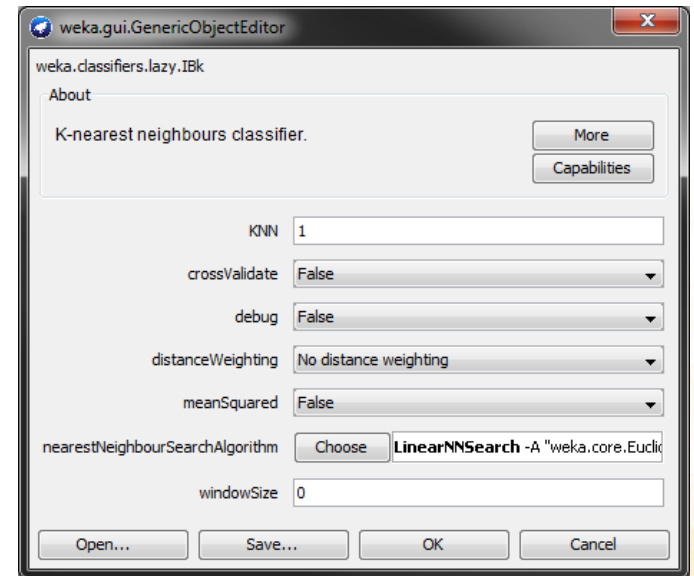 weka.gui.GenericObjectEditor
weka.classifiers.lazy.IBk
About
K-nearest neighbours classifier.
More
Capabilities
KNN 1
crossValidate False
debug False
distanceWeighting No distance weighting
meanSquared False
nearestNeighbourSearchAlgorithm Choose LinearNNSearch -A "weka.core.Euclid
windowSize 0
Open... Save... OK Cancel